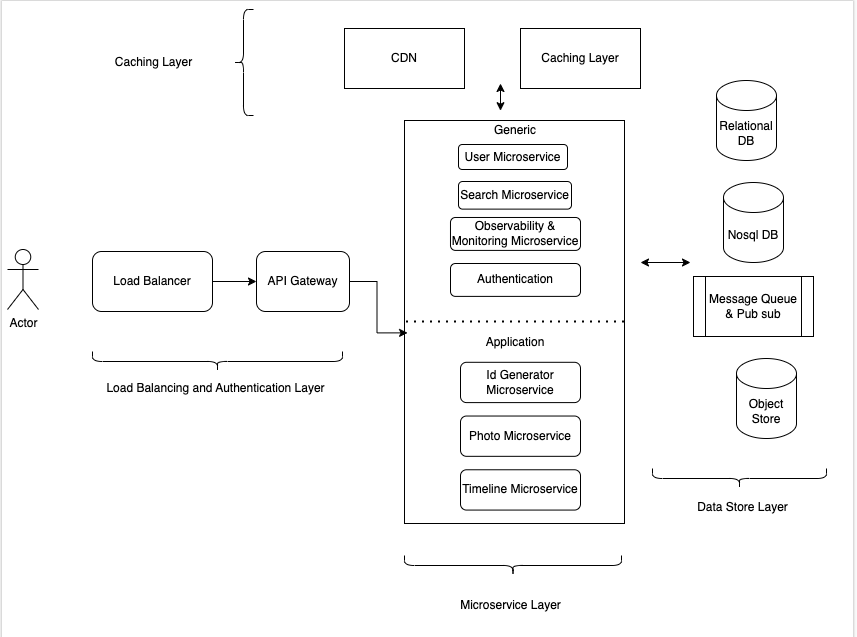 Caching Layer
CDN
Caching Layer
Generic
User Microservice
Search Microservice
Observability &
Monitoring Microservice
Authentication
Application
Id Generator
Microservice
Photo Microservice
Timeline Microservice
Microservice Layer
Actor
Load Balancer
API Gateway
Load Balancing and Authentication Layer
Relational
DB
Nosql DB
Message Queue
& Pub sub
Object
Store
Data Store Layer